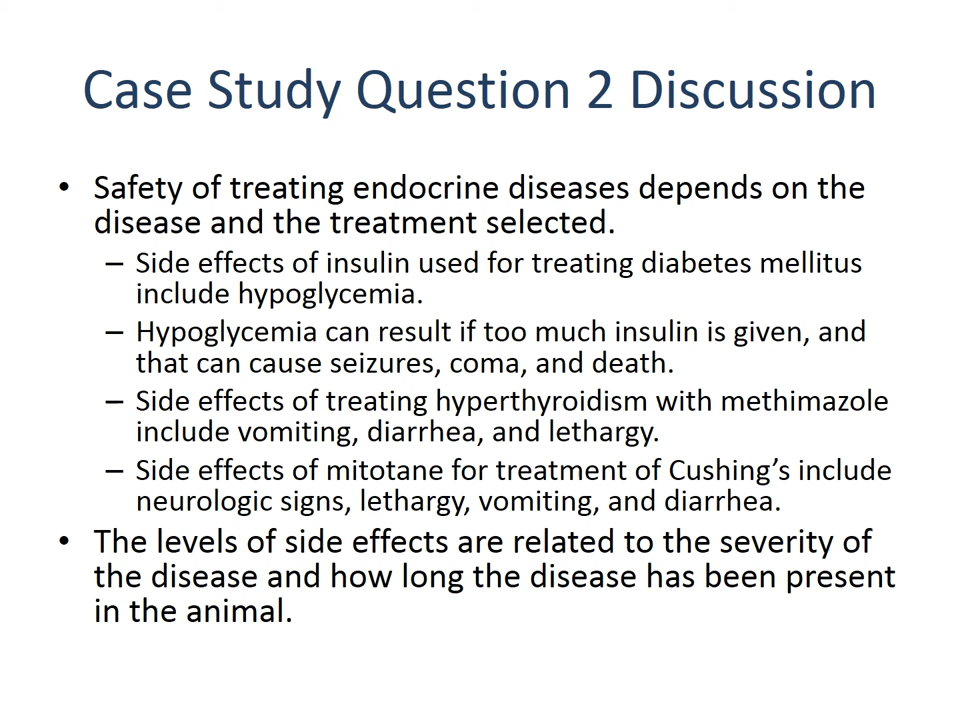 Case Study Question 2 Discussion
• Safety of treating endocrine diseases depends on the
disease and the treatment selected.
– Side effects of insulin used for treating diabetes mellitus
include hypoglycemia.
– Hypoglycemia can result if too much insulin is given, and
that can cause seizures, coma, and death.
– Side effects of treating hyperthyroidism with methimazole
include vomiting, diarrhea, and lethargy.
– Side effects of mitotane for treatment of Cushing’s include
neurologic signs, lethargy, vomiting, and diarrhea.
• The levels of side effects are related to the severity of
the disease and how long the disease has been present
in the animal.